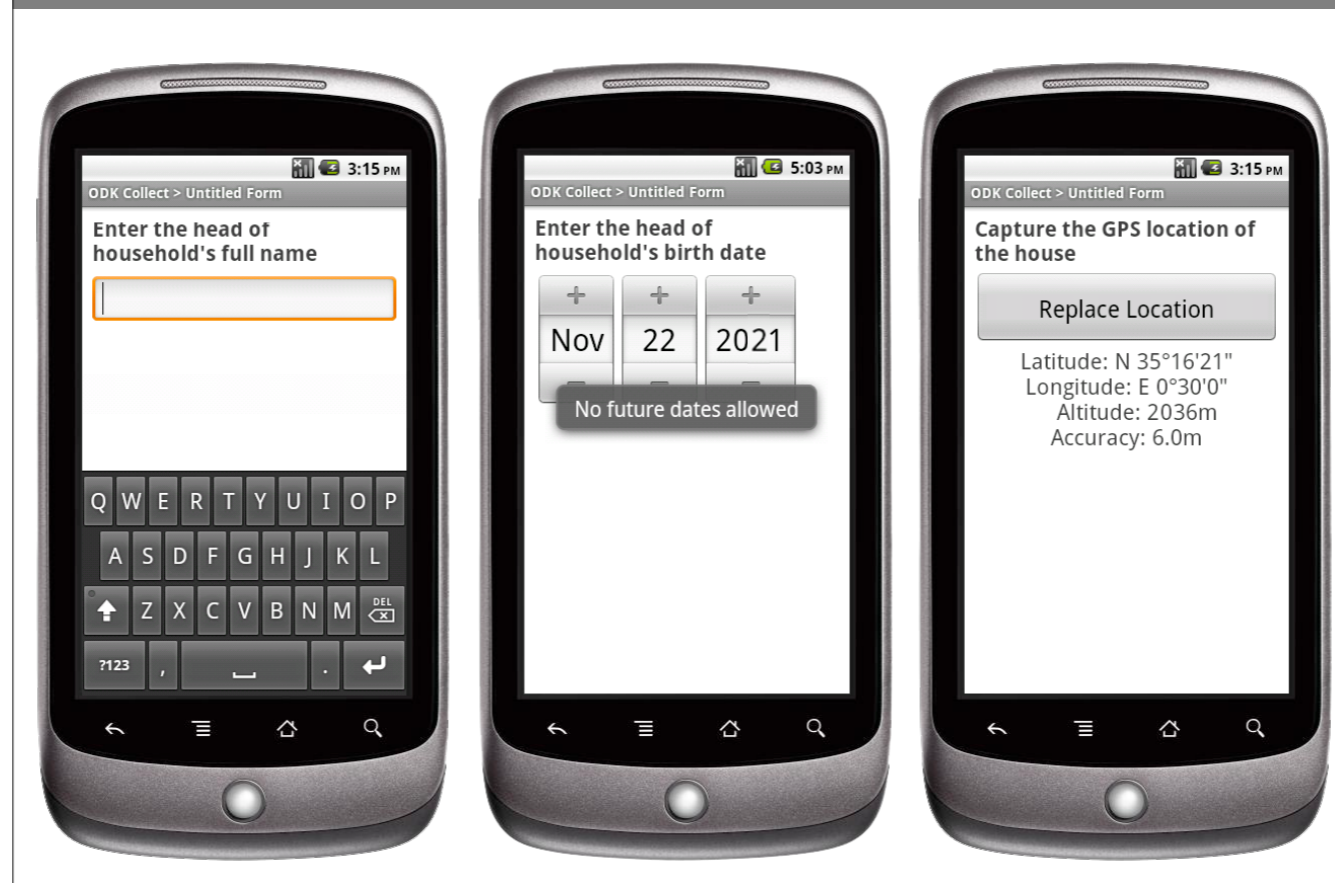 3:15 PM
ODK Collect > Untitled Form
Enter the head of
household's full name
Q W E R T Y U I O P
A S D F G H J K L
DEL
Z X C V B N M
?123 , .
5:03 PM
ODK Collect > Untitled Form
Enter the head of
household's birth date
+ + +
Nov 22 2021
No future dates allowed
3:15 PM
ODK Collect > Untitled Form
Capture the GPS location of
the house
Replace Location
Latitude: N 35°16'21"
Longitude: E 0°30'0"
Altitude: 2036m
Accuracy: 6.0m